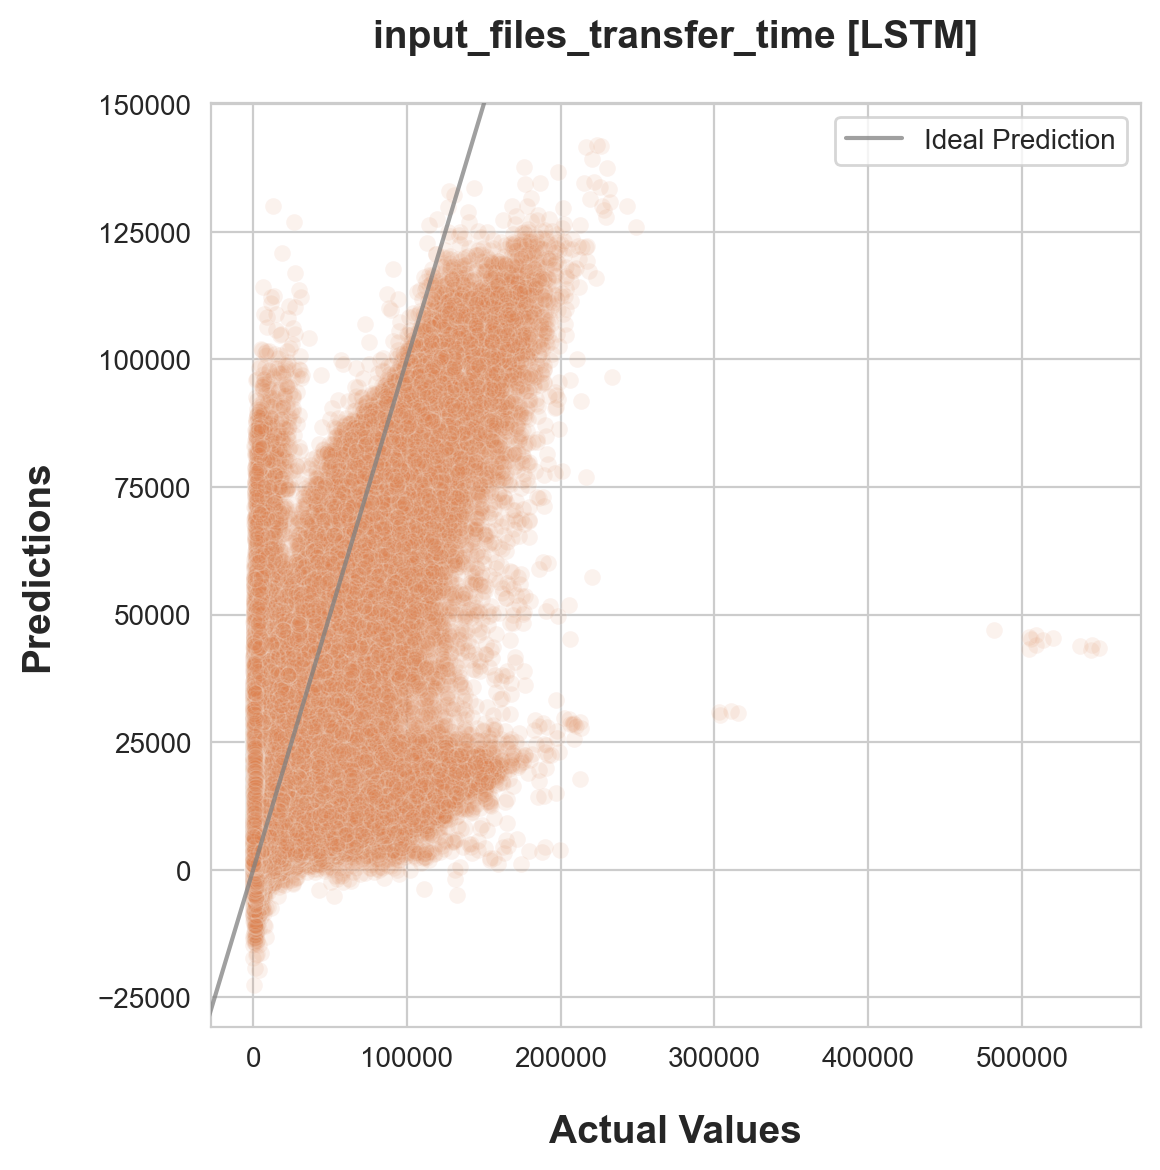 input_files_transfer_time [LSTM]
150000
Ideal Prediction
125000
100000
75000
50000
25000
0
−25000
Predictions
0 100000 200000 300000 400000 500000
Actual Values